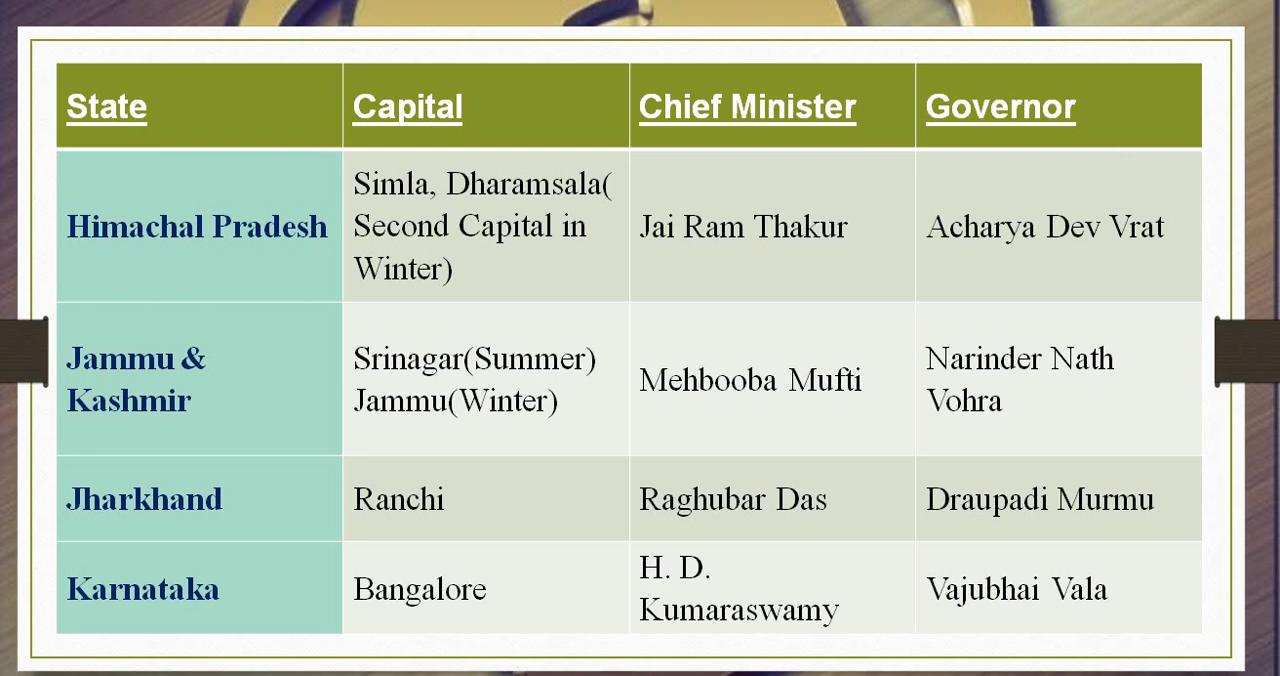 State
Capital
Chief Minister
Governor
Himachal Pradesh
Simla, Dharamsala(
Second Capital in
Winter)
Jai Ram Thakur
Acharya Dev Vrat
Jammu &
Kashmir
Srinagar(Summer)
Jammu(Winter)
Mehbooba Mufti
Narinder Nath
Vohra
Jharkhand
Ranchi
Raghubar Das
Draupadi Murmu
Karnataka
Bangalore
H. D.
Kumaraswamy
Vajubhai Vala